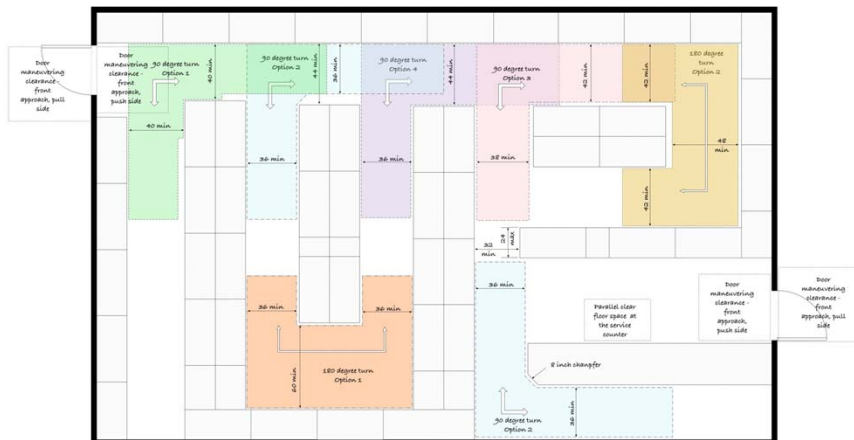 Door
maneuvering
clearance -
front
approach, pull
side
Door
maneuvering
clearance -
front
approach,
push side
90 degree turn
Option 1
40 min
40 min
90 degree turn
Option 2
44 min
36 min
36 min
90 degree turn
Option 4
44 min
36 min
90 degree turn
Option 3
38 min
42 min
42 min
180 degree
turn
Option 2
48
min
42 min
24
max
32
min
36 min
36 min
180 degree turn
Option 1
60 min
36 min
8 inch champfer
90 degree turn
Option 2
36 min
Parallel clear
floor space at
the service
counter
Door
maneuvering
clearance -
front
approach,
push side
Door
maneuvering
clearance -
front
approach, pull
side